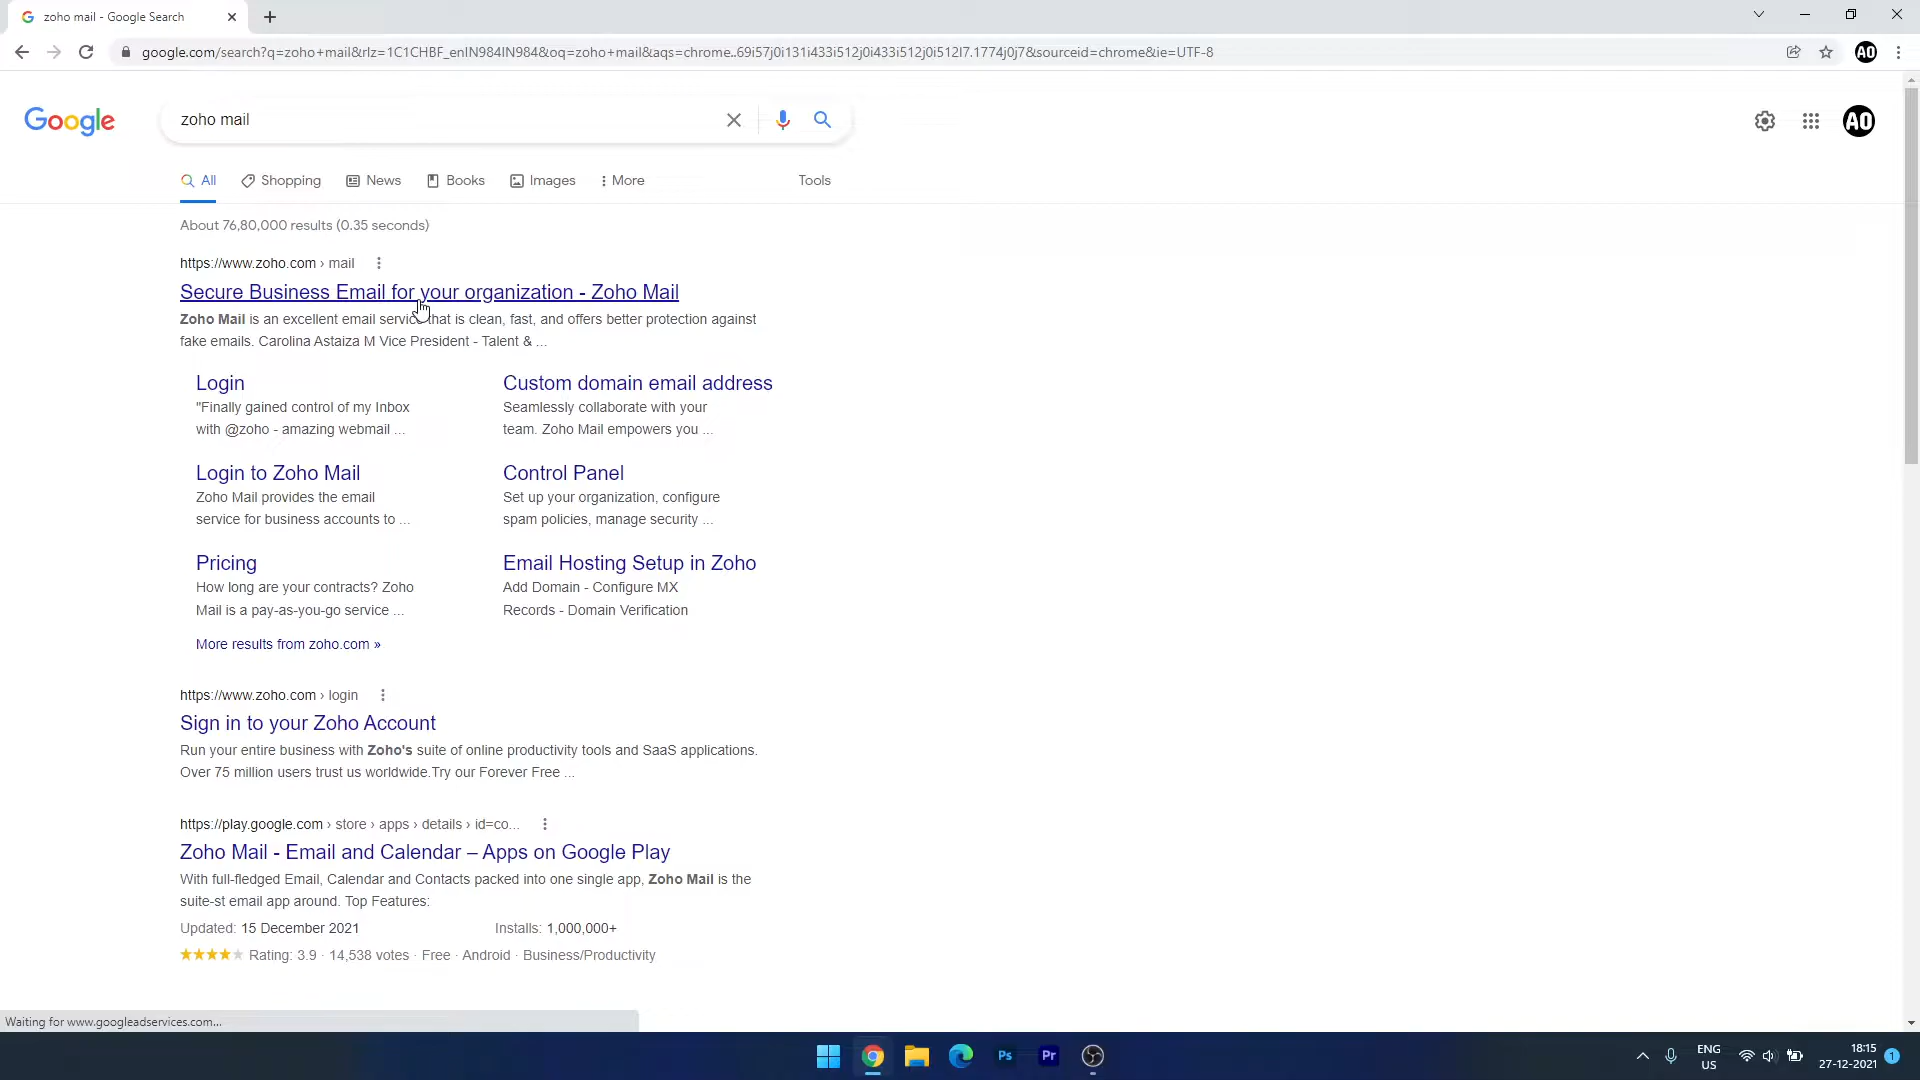 zoho mail - Google Search
google.com/search?q=zoho+mail&rlz=1C1CHBF_enIN984IN984&oq=zoho+mail&aqs=chrome..69i57j0i131i433i512j0i433i512j0i512l7.1774j0j7&sourceid=chrome&ie=UTF-8
AO
Google
zoho mail
AO
All
Shopping
News
Books
Images
More
Tools
About 76,80,000 results (0.35 seconds)
https://www.zoho.com › mail
Secure Business Email for your organization - Zoho Mail
Zoho Mail is an excellent email service that is clean, fast, and offers better protection against
fake emails. Carolina Astaiza M Vice President - Talent & ...
Login
"Finally gained control of my Inbox
with @zoho - amazing webmail ...
Custom domain email address
Seamlessly collaborate with your
team. Zoho Mail empowers you ...
Login to Zoho Mail
Zoho Mail provides the email
service for business accounts to ...
Control Panel
Set up your organization, configure
spam policies, manage security ...
Pricing
How long are your contracts? Zoho
Mail is a pay-as-you-go service ...
Email Hosting Setup in Zoho
Add Domain - Configure MX
Records - Domain Verification
More results from zoho.com »
https://www.zoho.com › login
Sign in to your Zoho Account
Run your entire business with Zoho's suite of online productivity tools and SaaS applications.
Over 75 million users trust us worldwide.Try our Forever Free ...
https://play.google.com › store › apps › details › id=co...
Zoho Mail - Email and Calendar – Apps on Google Play
With full-fledged Email, Calendar and Contacts packed into one single app, Zoho Mail is the
suite-st email app around. Top Features:
Updated: 15 December 2021
Installs: 1,000,000+
Rating: 3.9 · 14,538 votes · Free · Android · Business/Productivity
Waiting for www.googleadservices.com...
Ps
Pr
ENG
US
18:15
27-12-2021
1